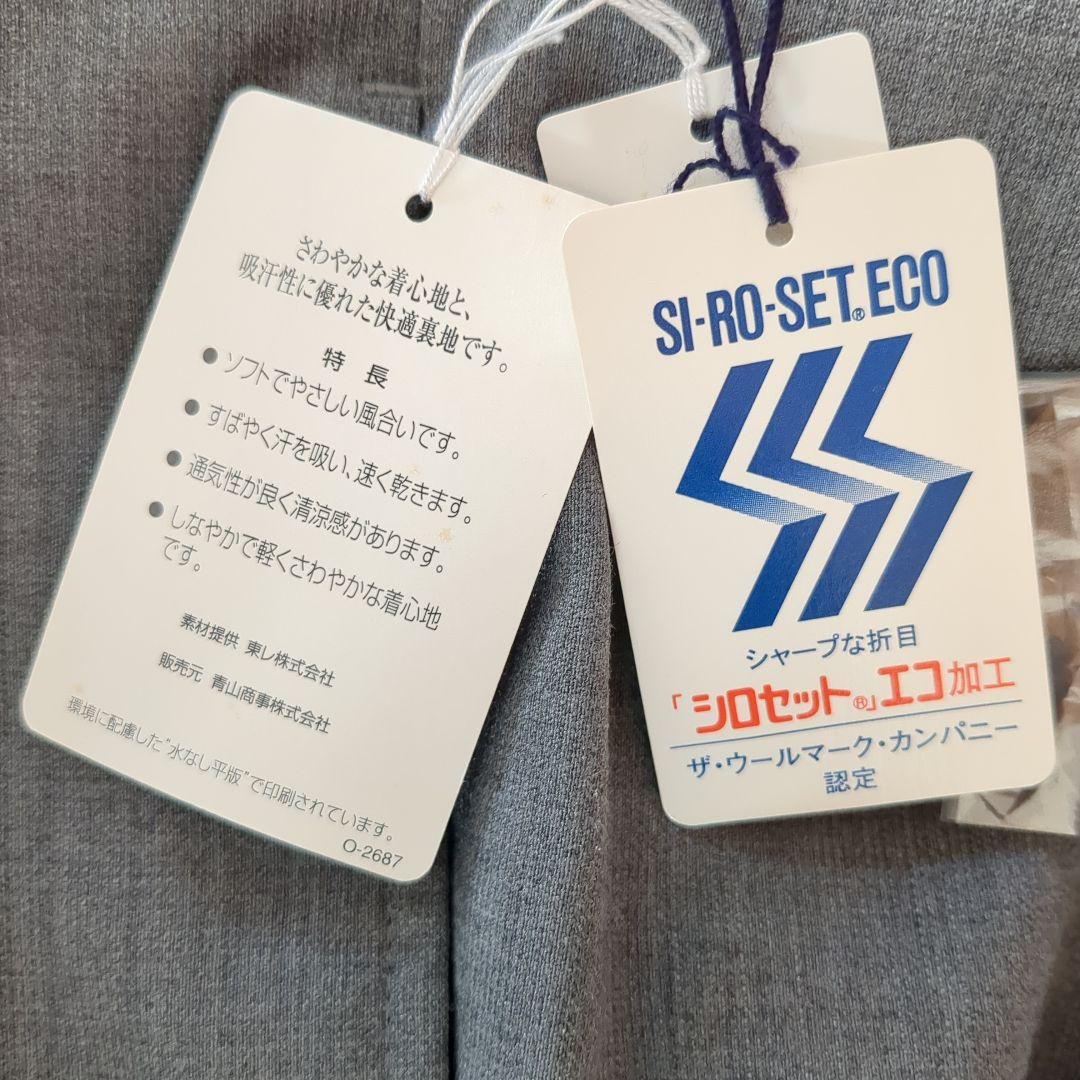 さわやかな着心地と、
吸汗性に優れた快適裏地です。
特長
● ソフトでやさしい風合いです。
● すばやく汗を吸い、速く乾きます。
● 通気性が良く清涼感があります。
● しなやかで軽くさわやかな着心地
です。
素材提供 東レ株式会社
販売元 青山商事株式会社
環境に配慮した"水なし平版"で印刷されています。
O-2687
SI-RO-SET® ECO
シャープな折目
「シロセット®」エコ加工
ザ・ウールマーク・カンパニー
認定